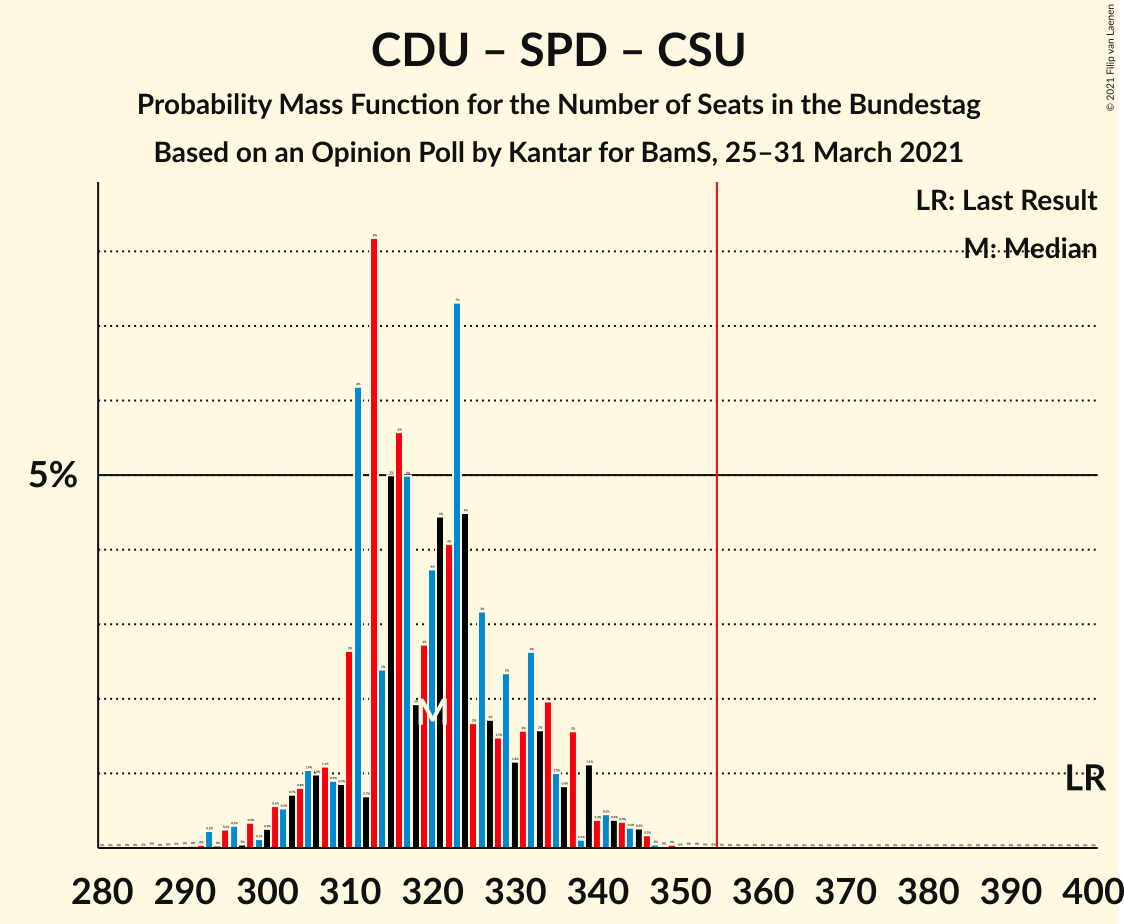 CDU – SPD – CSU
Probability Mass Function for the Number of Seats in the Bundestag
Based on an Opinion Poll by Kantar for BamS, 25–31 March 2021
© 2021 Filip van Laenen
LR: Last Result
M: Median
5%
M
LR
280 290 300 310 320 330 340 350 360 370 380 390 400